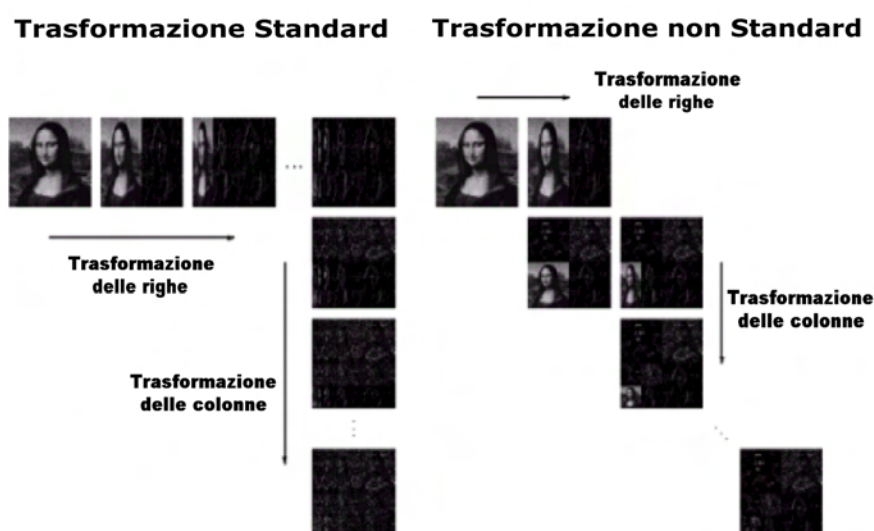 Trasformazione Standard
Trasformazione
delle righe
Trasformazione
delle colonne
Trasformazione non Standard
Trasformazione
delle righe
Trasformazione
delle colonne